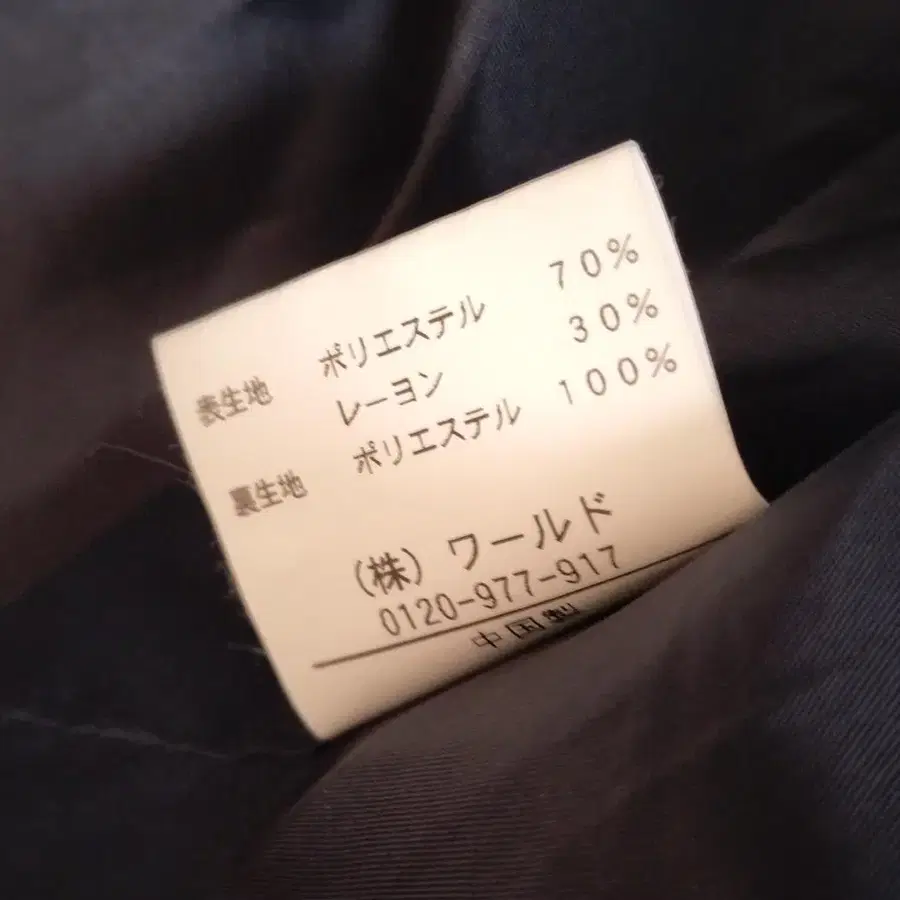 表生地 ポリエステル 70%
レーヨン 30%
裏生地 ポリエステル 100%
(株) ワールド
0120-977-917
中国製